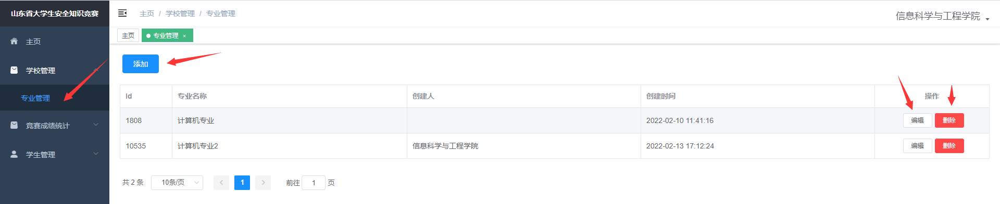 山东省大学生安全知识竞赛
主页 / 学校管理 / 专业管理
信息科学与工程学院
主页
学校管理
专业管理
竞赛成绩统计
学生管理
主页 专业管理 ×
添加
Id 专业名称 创建人 创建时间 操作
1808 计算机专业 2022-02-10 11:41:16 编辑 删除
10535 计算机专业2 信息科学与工程学院 2022-02-13 17:12:24 编辑 删除
共 2 条 10条/页 < 1 > 前往 1 页